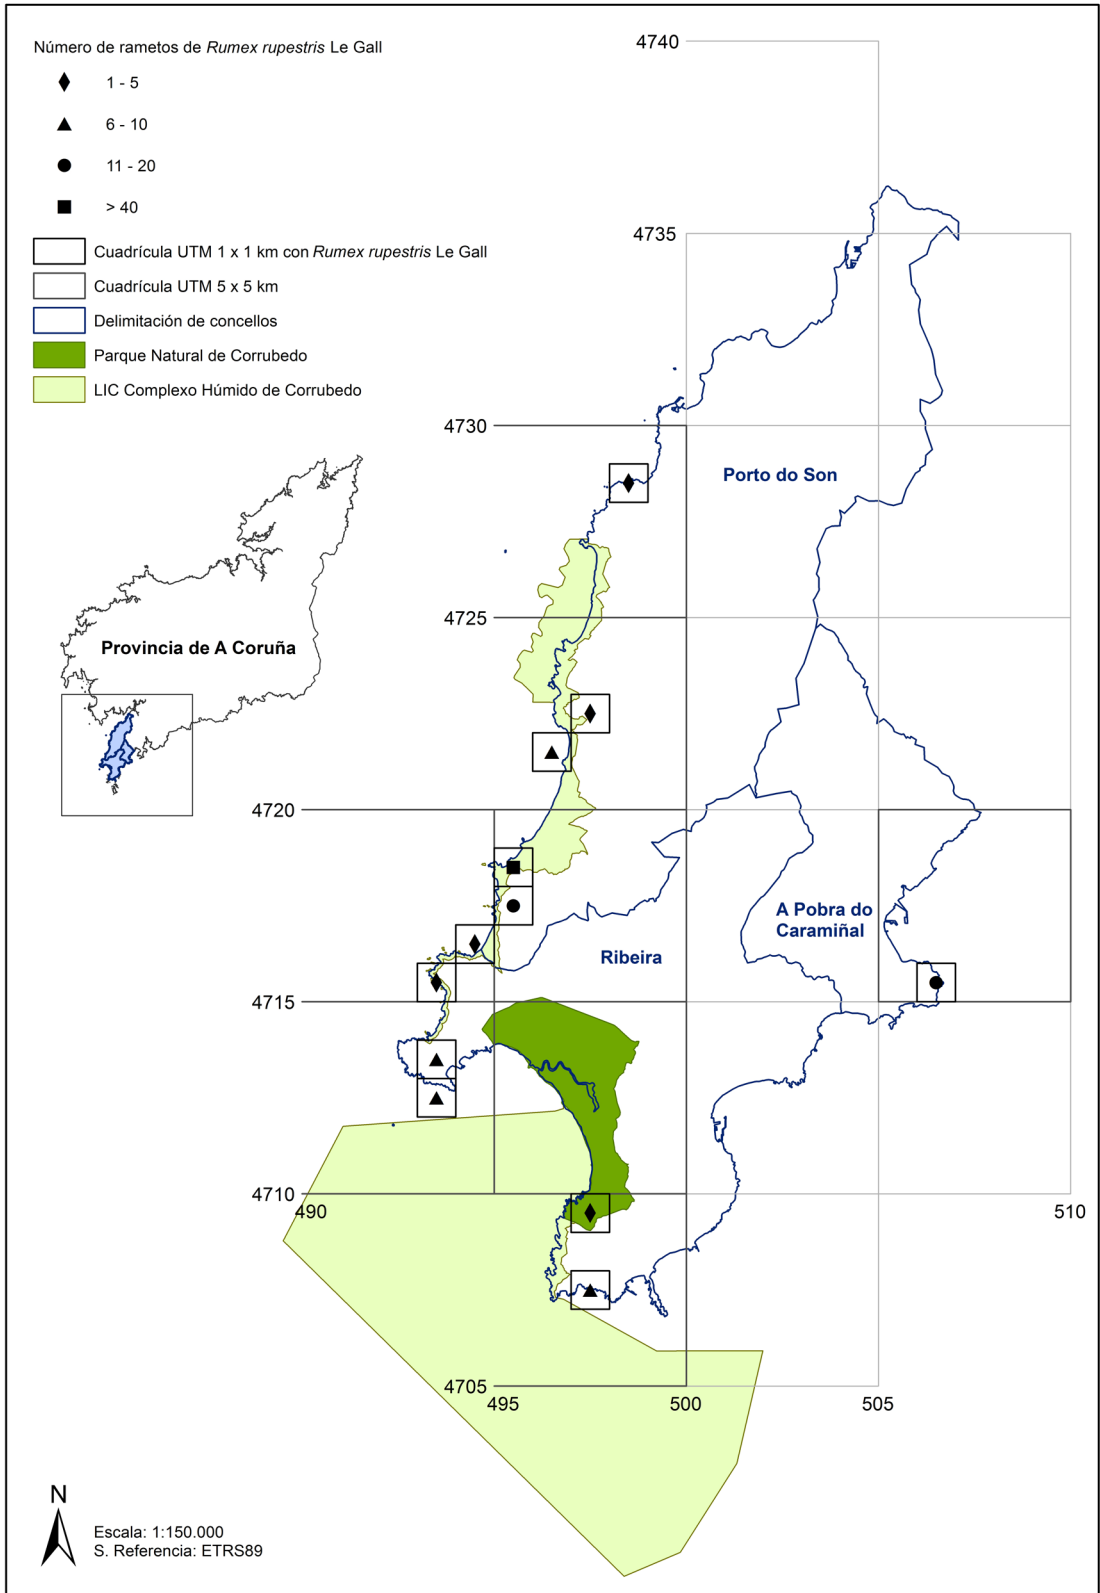 Número de rametos de Rumex rupestris Le Gall
1 - 5
6 - 10
11 - 20
> 40
Cuadrícula UTM 1 x 1 km con Rumex rupestris Le Gall
Cuadrícula UTM 5 x 5 km
Delimitación de concellos
Parque Natural de Corrubedo
LIC Complexo Húmido de Corrubedo
4740
4735
4730
Porto do Son
4725
Provincia de A Coruña
4720
A Pobra do
Caramiñal
Ribeira
4715
4710
490
510
4705
495
500
505
N
Escala: 1:150.000
S. Referencia: ETRS89